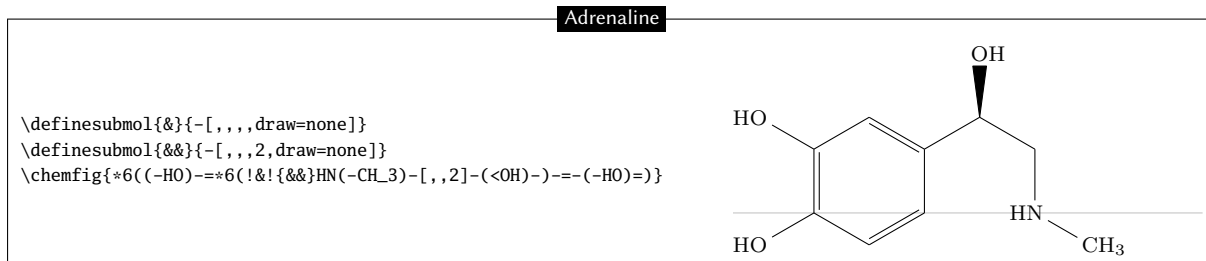 Adrenaline
\definesubmol{&}{-[,,,,draw=none]}
\definesubmol{&&}{-[,,,2,draw=none]}
\chemfig{*6((-HO)-=*6(!&!{&&}HN(-CH_3)-[,,2]-(<OH)-)-=-(-HO)=)}
OH
HO
HN
HO
CH3